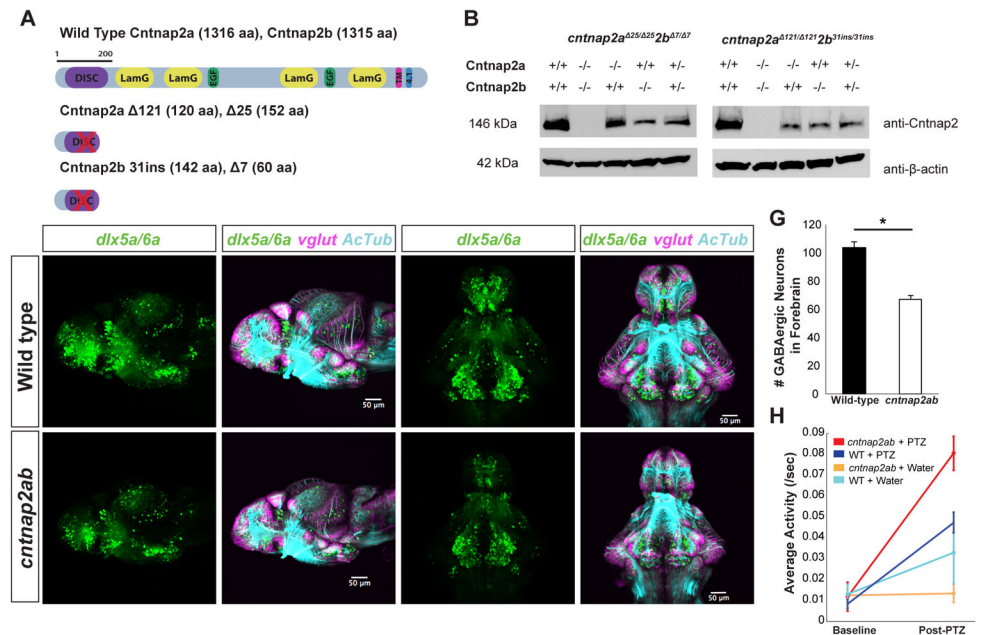 A
Wild Type Cntnap2a (1316 aa), Cntnap2b (1315 aa)
1 200
DISC LamG LamG EGF LamG EGF LamG TM 4.1
Cntnap2a Δ121 (120 aa), Δ25 (152 aa)
DISC
Cntnap2b 31ins (142 aa), Δ7 (60 aa)
DISC
B
cntnap2aΔ25/Δ252bΔ7/Δ7 cntnap2aΔ121/Δ1212b31ins/31ins
Cntnap2a +/+ -/- -/- +/+ +/- +/+ -/- -/- +/+ +/-
Cntnap2b +/+ -/- +/+ -/- +/- +/+ -/- +/+ -/- +/-
146 kDa anti-Cntnap2
42 kDa anti-β-actin
dlx5a/6a dlx5a/6a vglut AcTub dlx5a/6a dlx5a/6a vglut AcTub
Wild type
50 µm 50 µm
cntnap2ab
50 µm 50 µm
G
# GABAergic Neurons
in Forebrain
120
100
80
60
40
20
0
*
Wild-type cntnap2ab
H
Average Activity (/sec)
0.09
0.08
0.07
0.06
0.05
0.04
0.03
0.02
0.01
0
cntnap2ab + PTZ
WT + PTZ
cntnap2ab + Water
WT + Water
Baseline Post-PTZ